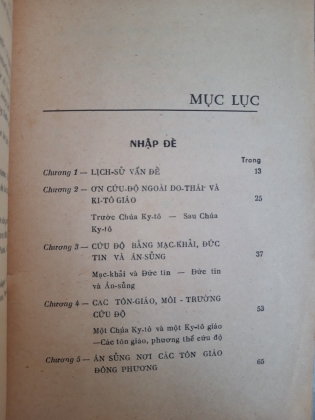 MỤC LỤC
NHẬP ĐỀ
Trang
Chương 1 — LỊCH-SỬ VẤN ĐỀ 13
Chương 2 — ƠN CỨU-ĐỘ NGOÀI DO-THÁI VÀ
KI-TÔ GIÁO 25
Trước Chúa Ky-tô — Sau Chúa
Ky-tô
Chương 3 — CỨU ĐỘ BẰNG MẠC-KHẢI, ĐỨC
TIN VÀ ÂN-SỦNG 37
Mạc-khải và Đức tin — Đức tin
và Ân-sủng
Chương 4 — CÁC TÔN-GIÁO, MÔI-TRƯỜNG
CỨU ĐỘ 53
Một Chúa Ky-tô và một Ky-tô giáo
—Các tôn giáo, phương thế cứu độ
Chương 5 — ÂN SỦNG NƠI CÁC TÔN GIÁO
ĐÔNG PHƯƠNG 65